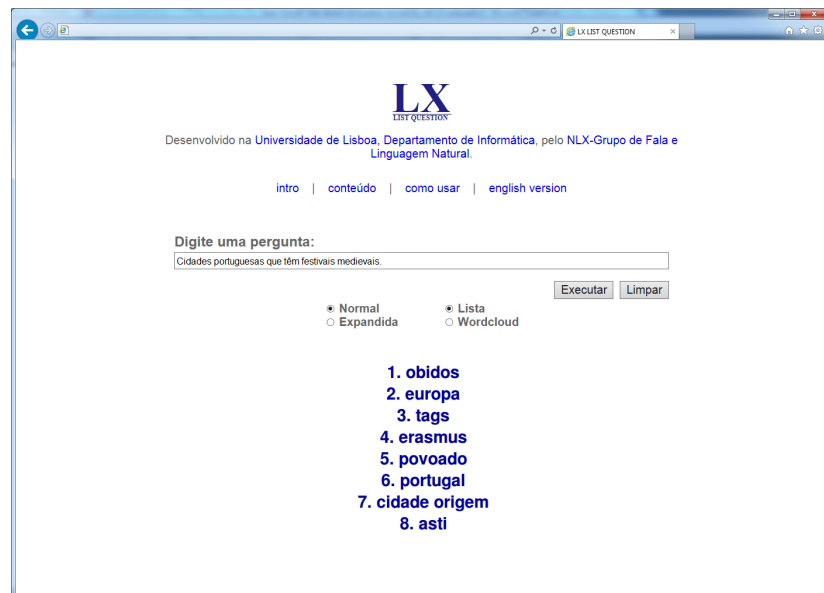 LX LIST QUESTION
LX
LIST QUESTION
Desenvolvido na Universidade de Lisboa, Departamento de Informática, pelo NLX-Grupo de Fala e
Linguagem Natural.
intro | conteúdo | como usar | english version
Digite uma pergunta:
Cidades portuguesas que têm festivais medievais.
Executar Limpar
Normal Lista
Expandida Wordcloud
1. obidos
2. europa
3. tags
4. erasmus
5. povoado
6. portugal
7. cidade origem
8. asti